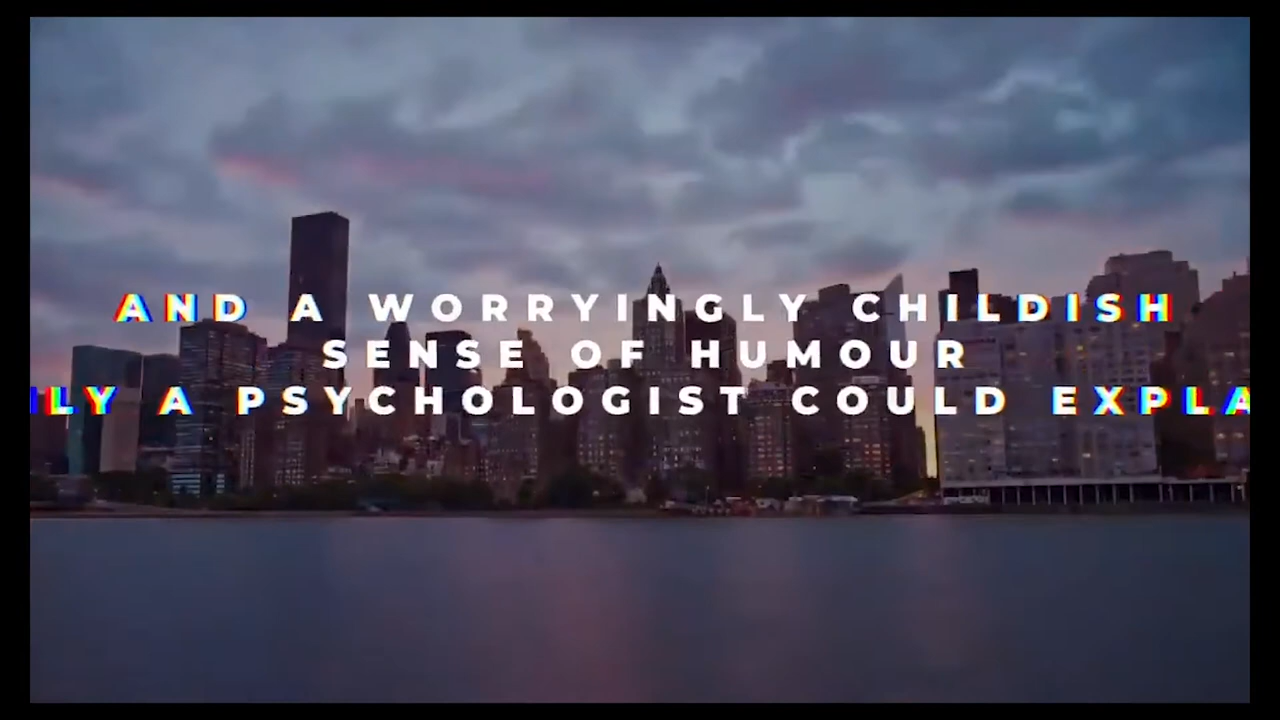 AND A WORRYINGLY CHILDISH
SENSE OF HUMOUR
A PSYCHOLOGIST COULD